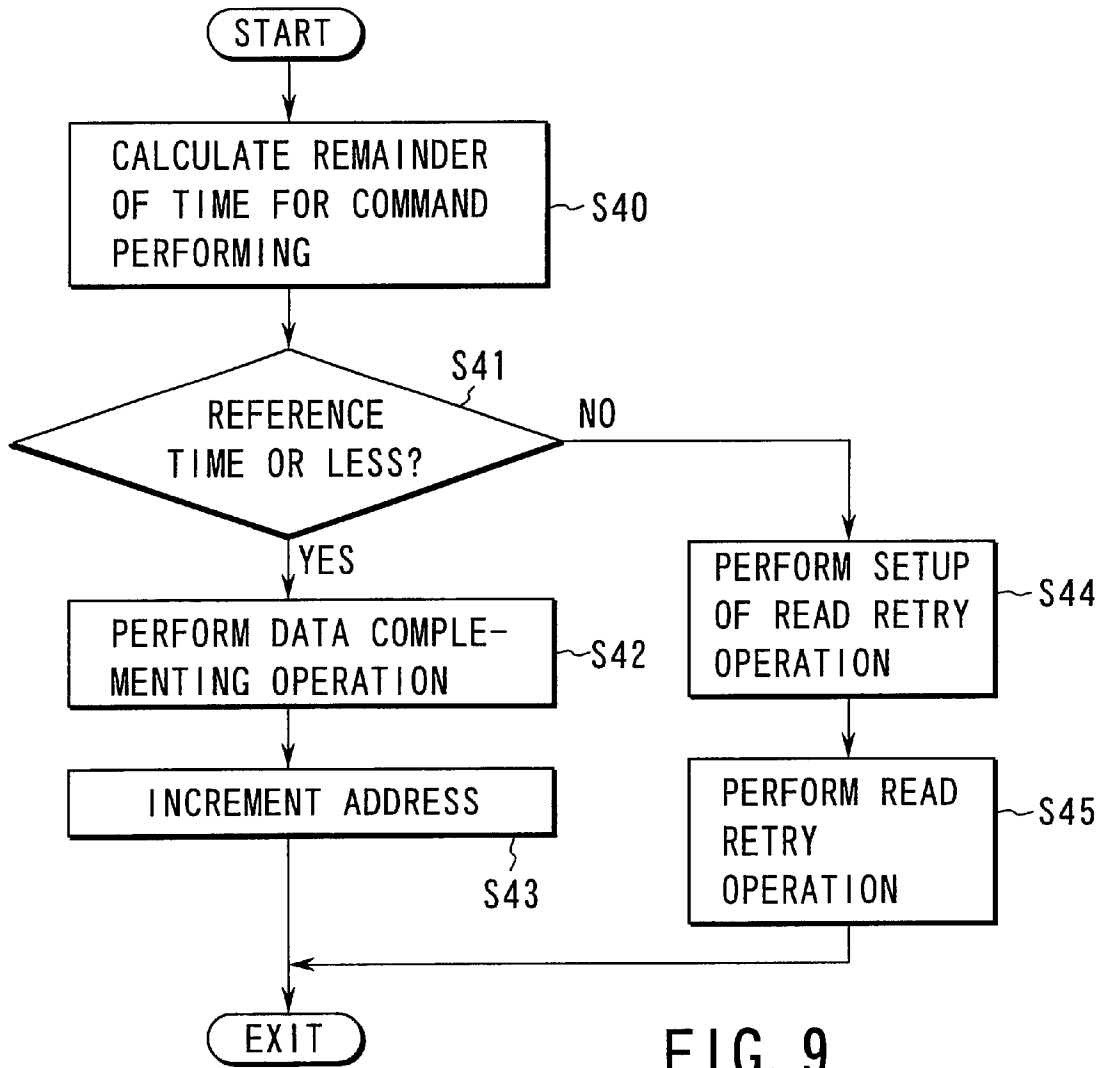 START
CALCULATE REMAINDER
OF TIME FOR COMMAND
PERFORMING
S40
S41
REFERENCE
TIME OR LESS?
NO
YES
PERFORM DATA COMPLE-
MENTING OPERATION
S42
INCREMENT ADDRESS
S43
PERFORM SETUP
OF READ RETRY
OPERATION
S44
PERFORM READ
RETRY
OPERATION
S45
EXIT
FIG. 9